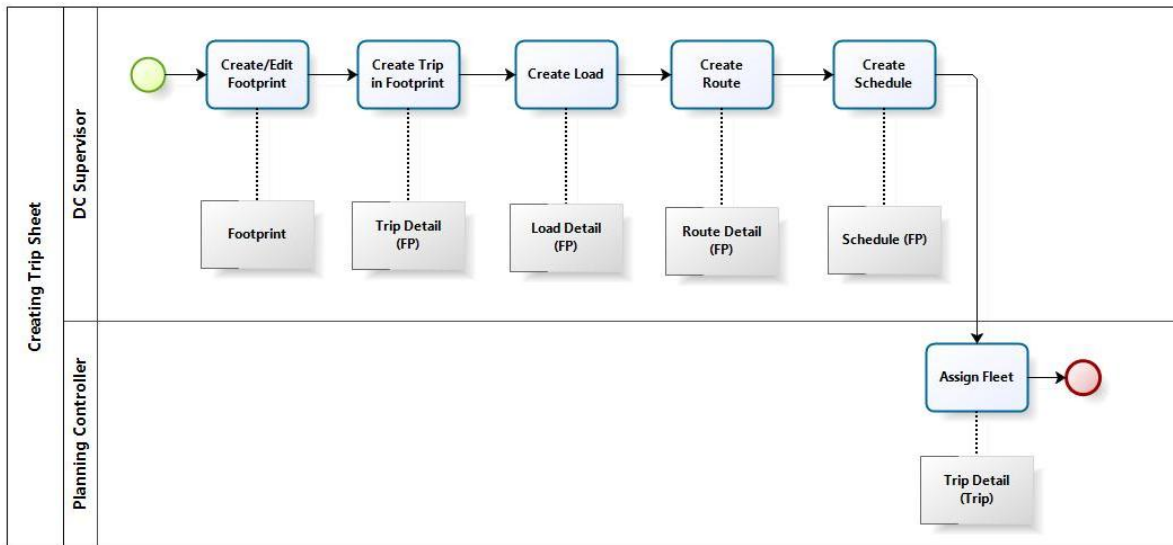 Creating Trip Sheet
DC Supervisor
Create/Edit
Footprint
Create Trip
in Footprint
Create Load
Create
Route
Create
Schedule
Footprint
Trip Detail
(FP)
Load Detail
(FP)
Route Detail
(FP)
Schedule (FP)
Planning Controller
Assign Fleet
Trip Detail
(Trip)